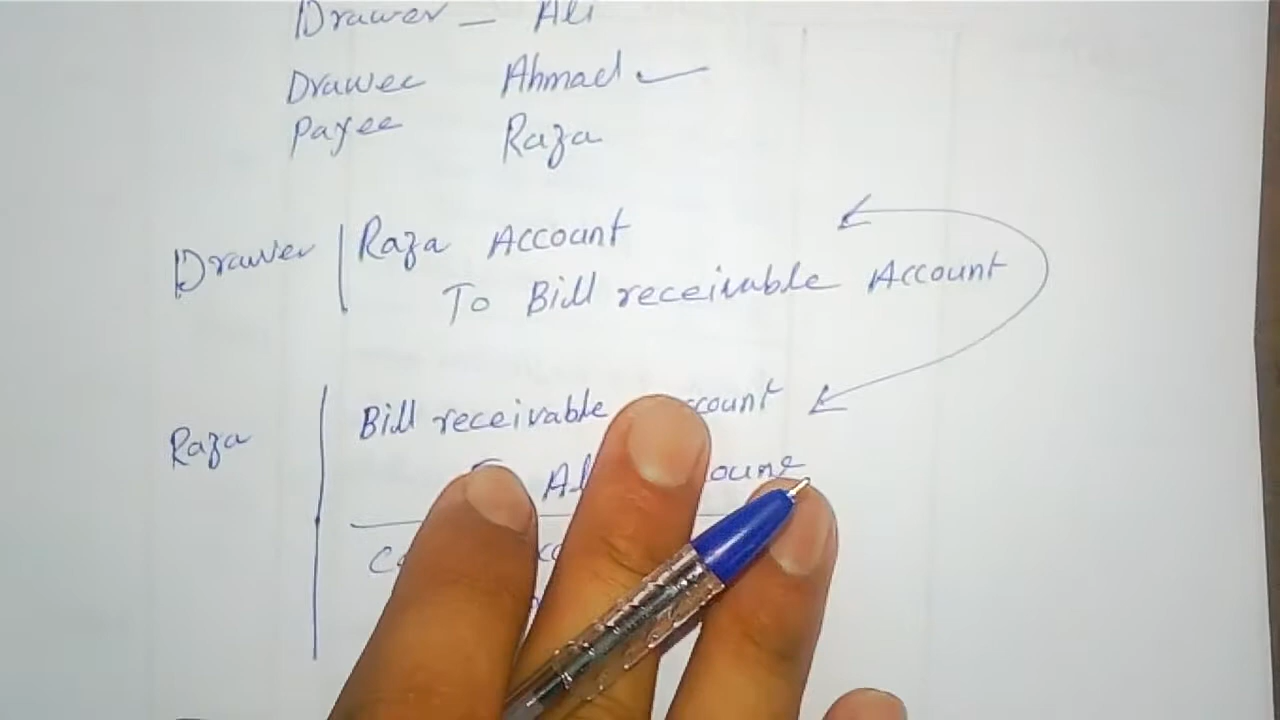 Drawer - Ali
Drawee Ahmad
Payee Raza
Drawer Raza Account
To Bill receivable Account
Raza Bill receivable